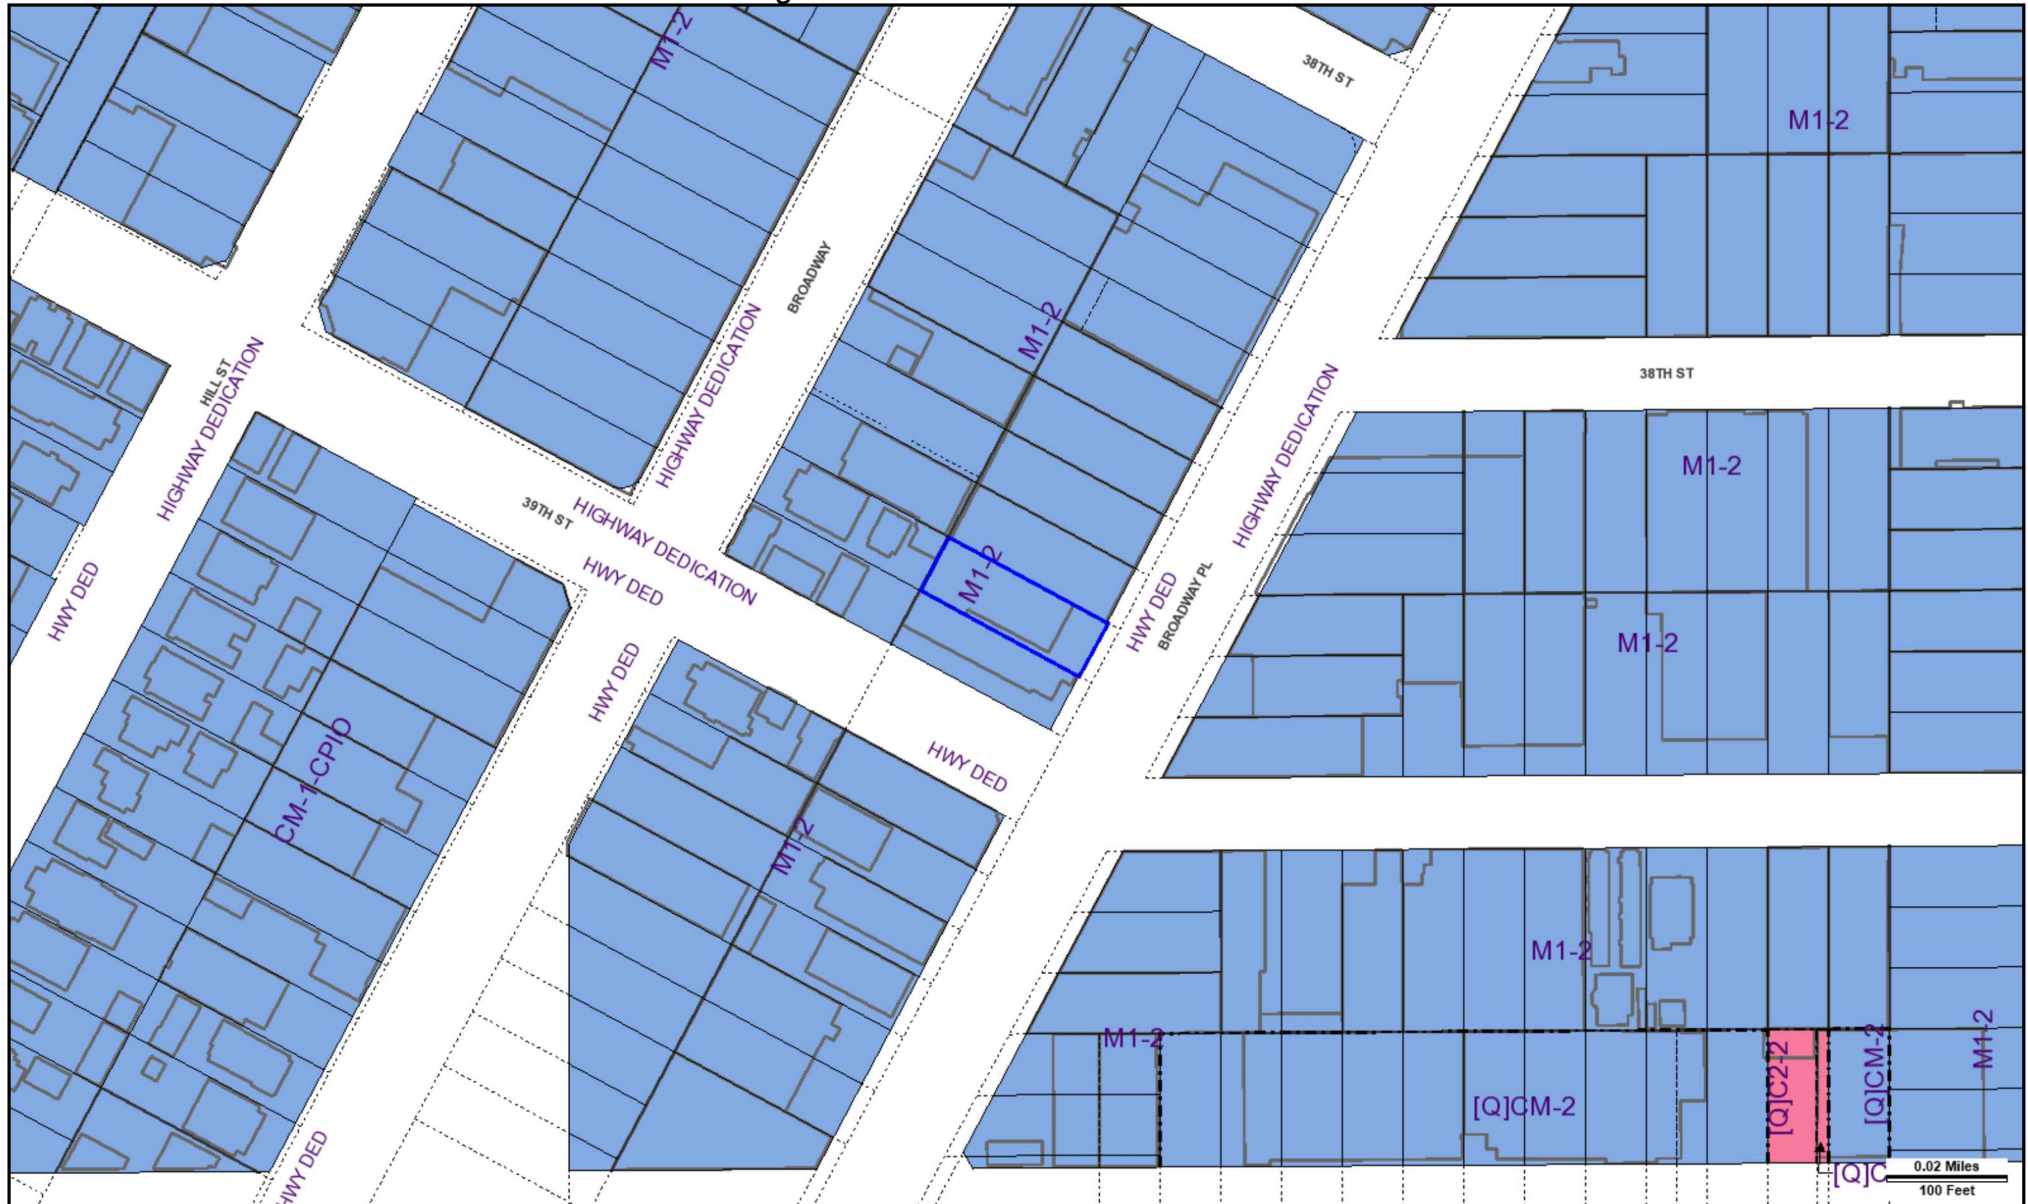 M1-2
38TH ST
M1-2
BROADWAY
M1-2
HIGHWAY DEDICATION
HILL ST
HIGHWAY DEDICATION
HIGHWAY DEDICATION
38TH ST
M1-2
39TH ST
HIGHWAY DEDICATION
HWY DED
HWY DED
M1-2
HWY DED
BROADWAY PL
M1-2
HWY DED
CM-1-CPIO
HWY DED
M1-2
M1-2
M1-2
[Q]CM-2
[Q]C2-2
[Q]CM-2
M1-2
HWY DED
[Q]C
0.02 Miles
100 Feet